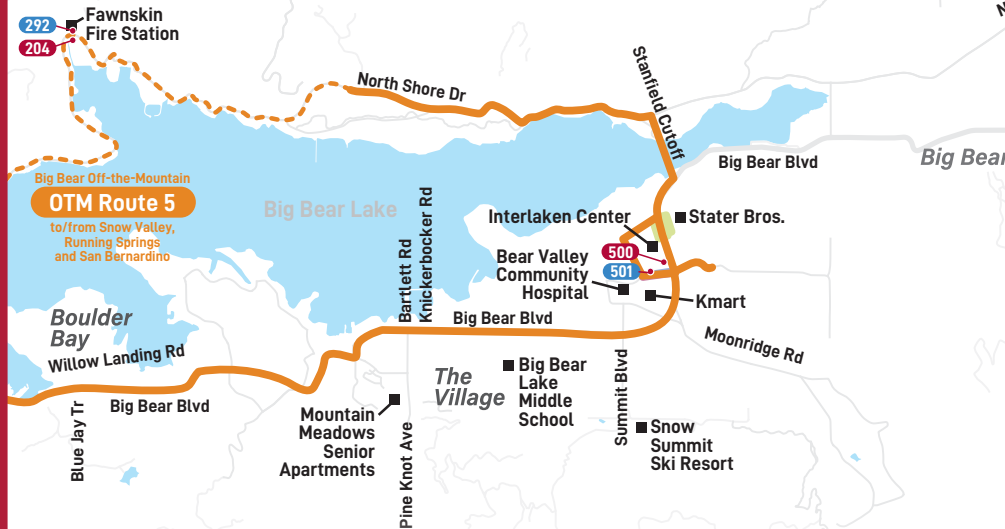 Fawnskin
Fire Station
292
204
North Shore Dr
Stanfield Cutoff
Big Bear Blvd
Big Bear
Big Bear Off-the-Mountain
OTM Route 5
to/from Snow Valley,
Running Springs
and San Bernardino
Big Bear Lake
Bartlett Rd
Knickerbocker Rd
Interlaken Center
Stater Bros.
Bear Valley
Community
Hospital
500
501
Kmart
Boulder
Bay
Willow Landing Rd
Big Bear Blvd
Moonridge Rd
Big Bear Blvd
Blue Jay Tr
The
Village
Big Bear
Lake
Middle
School
Summit Blvd
Mountain
Meadows
Senior
Apartments
Pine Knot Ave
Snow
Summit
Ski Resort